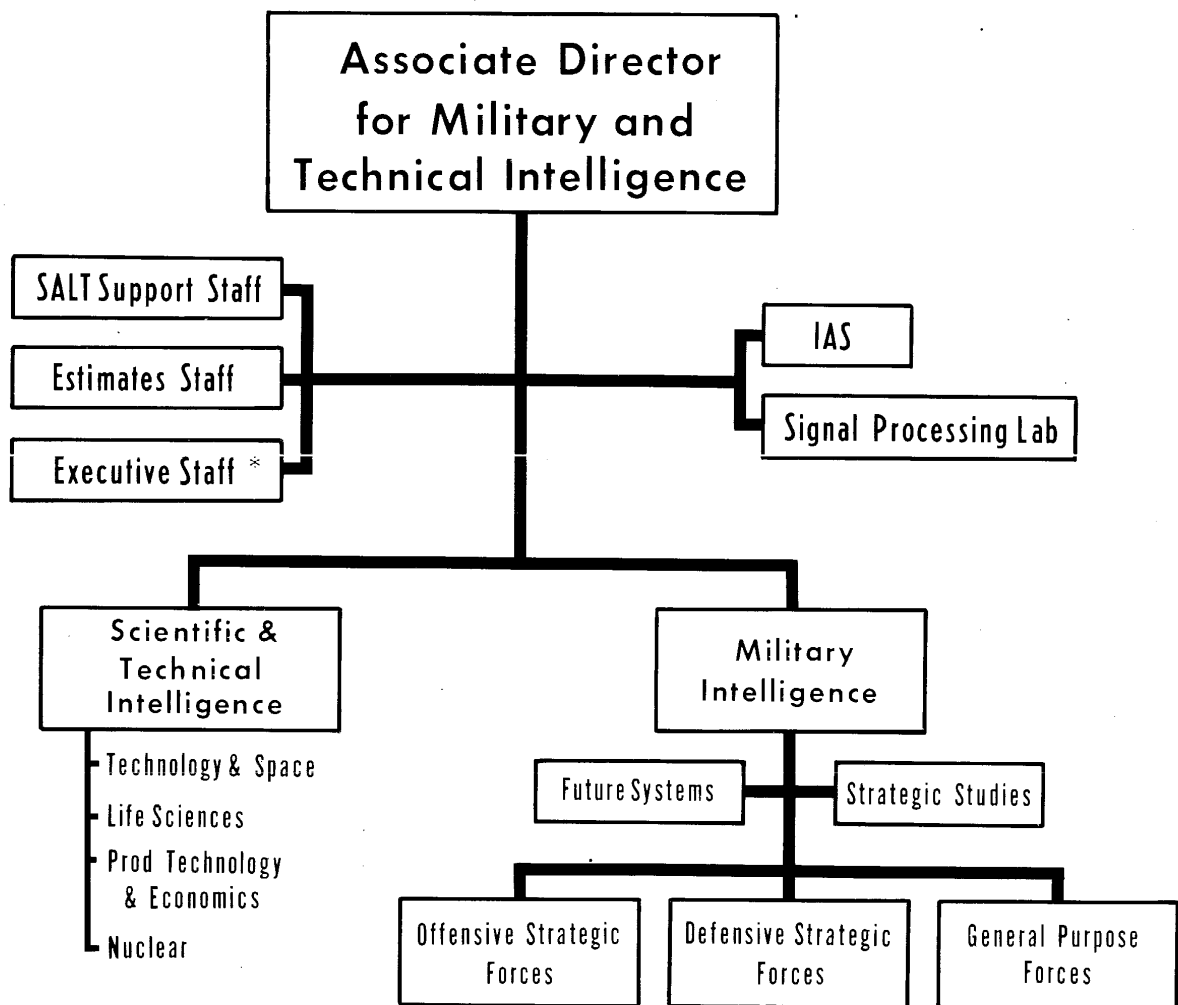 Associate Director
for Military and
Technical Intelligence
SALT Support Staff
Estimates Staff
Executive Staff *
IAS
Signal Processing Lab
Scientific &
Technical
Intelligence
Technology & Space
Life Sciences
Prod Technology
& Economics
Nuclear
Military
Intelligence
Future Systems
Strategic Studies
Offensive Strategic
Forces
Defensive Strategic
Forces
General Purpose
Forces